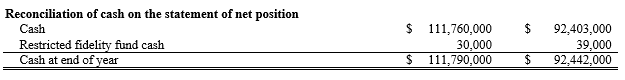 Reconciliation of cash on the statement of net position
Cash $ 111,760,000 $ 92,403,000
Restricted fidelity fund cash 30,000 39,000
Cash at end of year $ 111,790,000 $ 92,442,000